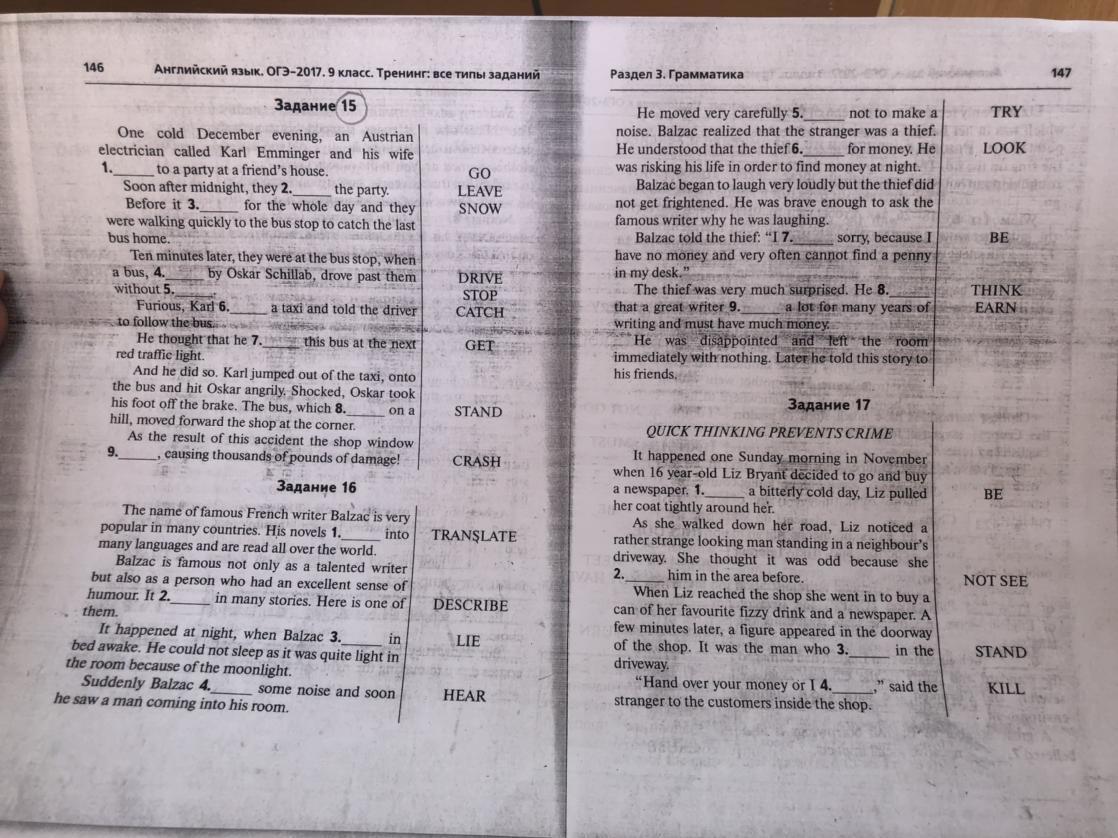 146
Английский язык. ОГЭ–2017. 9 класс. Тренинг: все типы заданий
Задание 15
One cold December evening, an Austrian
electrician called Karl Emminger and his wife
1.______ to a party at a friend's house. GO
Soon after midnight, they 2.______ the party. LEAVE
Before it 3.______ for the whole day and they SNOW
were walking quickly to the bus stop to catch the last
bus home.
Ten minutes later, they were at the bus stop, when
a bus, 4.______ by Oskar Schillab, drove past them DRIVE
without 5.______. STOP
Furious, Karl 6.______ a taxi and told the driver CATCH
to follow the bus.
He thought that he 7.______ this bus at the next GET
red traffic light.
And he did so. Karl jumped out of the taxi, onto
the bus and hit Oskar angrily. Shocked, Oskar took
his foot off the brake. The bus, which 8.______ on a STAND
hill, moved forward the shop at the corner.
As the result of this accident the shop window
9.______, causing thousands of pounds of damage! CRASH
Задание 16
The name of famous French writer Balzac is very
popular in many countries. His novels 1.______ into TRANSLATE
many languages and are read all over the world.
Balzac is famous not only as a talented writer
but also as a person who had an excellent sense of
humour. It 2.______ in many stories. Here is one of DESCRIBE
them.
It happened at night, when Balzac 3.______ in LIE
bed awake. He could not sleep as it was quite light in
the room because of the moonlight.
Suddenly Balzac 4.______ some noise and soon HEAR
he saw a man coming into his room.
Раздел 3. Грамматика
147
He moved very carefully 5.______ not to make a TRY
noise. Balzac realized that the stranger was a thief.
He understood that the thief 6.______ for money. He LOOK
was risking his life in order to find money at night.
Balzac began to laugh very loudly but the thief did
not get frightened. He was brave enough to ask the
famous writer why he was laughing.
Balzac told the thief: “I 7.______ sorry, because I BE
have no money and very often cannot find a penny
in my desk.”
The thief was very much surprised. He 8.______ THINK
that a great writer 9.______ a lot for many years of EARN
writing and must have much money.
He was disappointed and left the room
immediately with nothing. Later he told this story to
his friends.
Задание 17
QUICK THINKING PREVENTS CRIME
It happened one Sunday morning in November
when 16 year-old Liz Bryant decided to go and buy
a newspaper. 1.______ a bitterly cold day, Liz pulled BE
her coat tightly around her.
As she walked down her road, Liz noticed a
rather strange looking man standing in a neighbour's
driveway. She thought it was odd because she
2.______ him in the area before. NOT SEE
When Liz reached the shop she went in to buy a
can of her favourite fizzy drink and a newspaper. A
few minutes later, a figure appeared in the doorway
of the shop. It was the man who 3.______ in the STAND
driveway.
“Hand over your money or I 4.______,” said the KILL
stranger to the customers inside the shop.